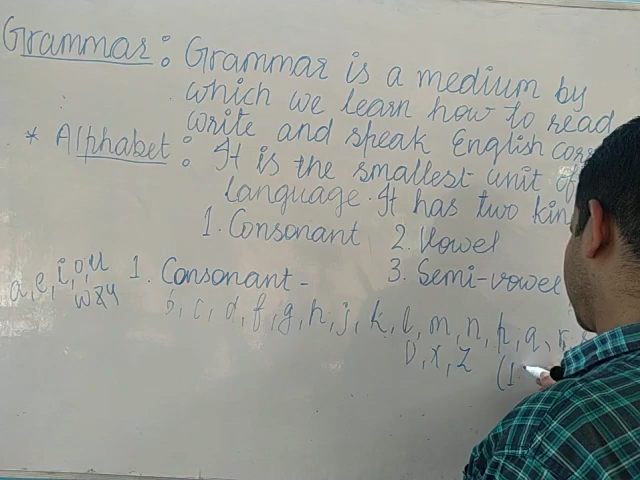 Grammar : Grammar is a medium by
which we learn how to read
write and speak English
* Alphabet : It is the smallest unit of
language. It has two
1. Consonant 2. Vowel
3. Semi-vowel
a, e, i, o, u
w & y
1. Consonant -
b, c, d, f, g, h, j, k, l, m, n, p, q, r,
v, x, z (1